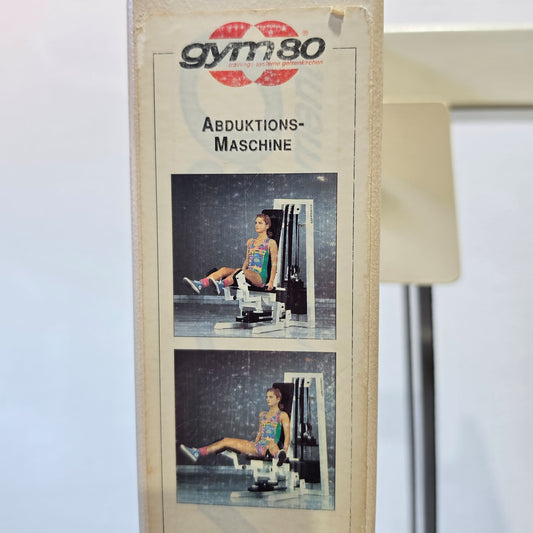 gym80
trainings-systeme gelsenkirchen
ABDUKTIONS-
MASCHINE